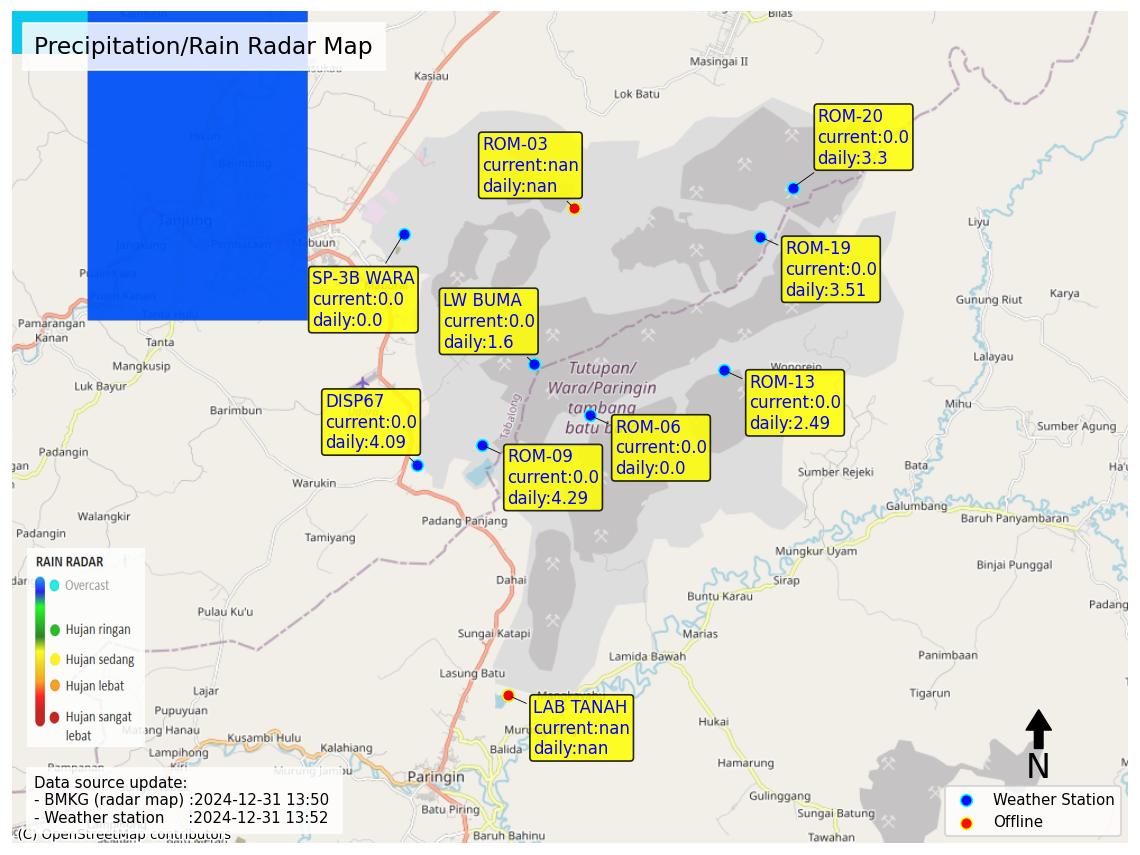 Precipitation/Rain Radar Map
Bilas
Masingai II
Kasiau
Lok Batu
ROM-20
current:0.0
daily:3.3
ROM-03
current:nan
daily:nan
Tanjung
Mabuun
Liyu
ROM-19
current:0.0
daily:3.51
SP-3B WARA
current:0.0
daily:0.0
LW BUMA
current:0.0
daily:1.6
Gunung Riut
Karya
Pamarangan
Kanan
Tanta Hulu
Tanta
Mangkusip
Luk Bayur
Lalayau
Tutupan/
Wara/Paringin
tambang
Wonorejo
ROM-13
current:0.0
daily:2.49
DISP67
current:0.0
daily:4.09
Barimbun
Tabalong
ROM-06
current:0.0
daily:0.0
Mihu
Sumber Agung
ROM-09
current:0.0
daily:4.29
Padangin
Warukin
Sumber Rejeki
Bata
Galumbang
Baruh Panyambaran
Walangkir
Padangin
Padang Panjang
Tamiyang
Mungkur Uyam
Binjai Punggal
RAIN RADAR
Overcast
Hujan ringan
Hujan sedang
Hujan lebat
Hujan sangat
lebat
Dahai
Sirap
Buntu Karau
Padang
Pulau Ku'u
Sungai Katapi
Marias
Lamida Bawah
Panimbaan
Lasung Batu
Tigarun
Lajar
Pupuyuan
Matang Hanau
LAB TANAH
current:nan
daily:nan
Kusambi Hulu
Kalahiang
Lampihong
Balida
Hukai
Murung Jambu
Paringin
Hamarung
N
Batu Piring
Gulinggang
Sungai Batung
Baruh Bahinu
Tawahan
Data source update:
- BMKG (radar map) :2024-12-31 13:50
- Weather station :2024-12-31 13:52
(C) OpenStreetMap contributors
Weather Station
Offline